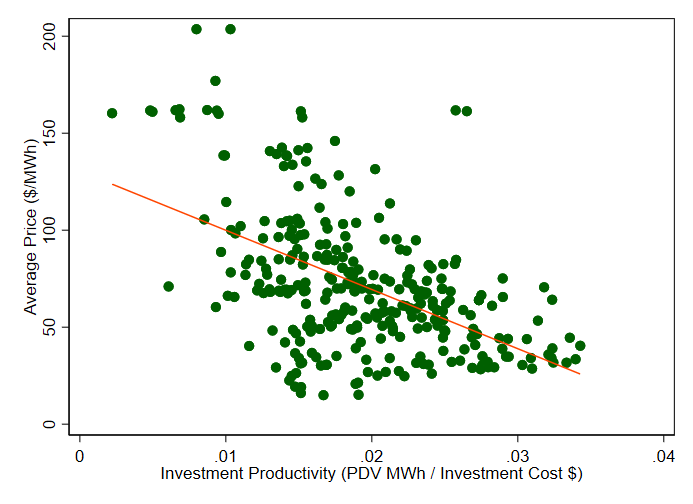 Average Price ($/MWh)
200
150
100
50
0
0 .01 .02 .03 .04
Investment Productivity (PDV MWh / Investment Cost $)